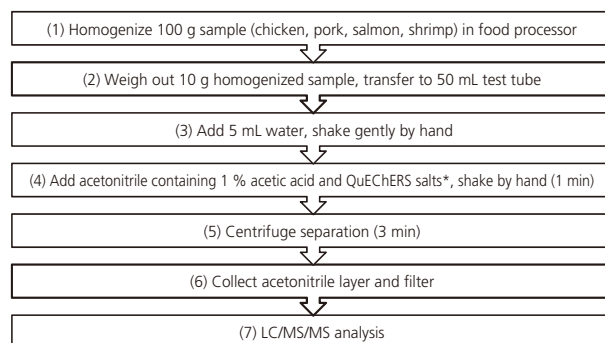 (1) Homogenize 100 g sample (chicken, pork, salmon, shrimp) in food processor
(2) Weigh out 10 g homogenized sample, transfer to 50 mL test tube
(3) Add 5 mL water, shake gently by hand
(4) Add acetonitrile containing 1 % acetic acid and QuEChERS salts*, shake by hand (1 min)
(5) Centrifuge separation (3 min)
(6) Collect acetonitrile layer and filter
(7) LC/MS/MS analysis